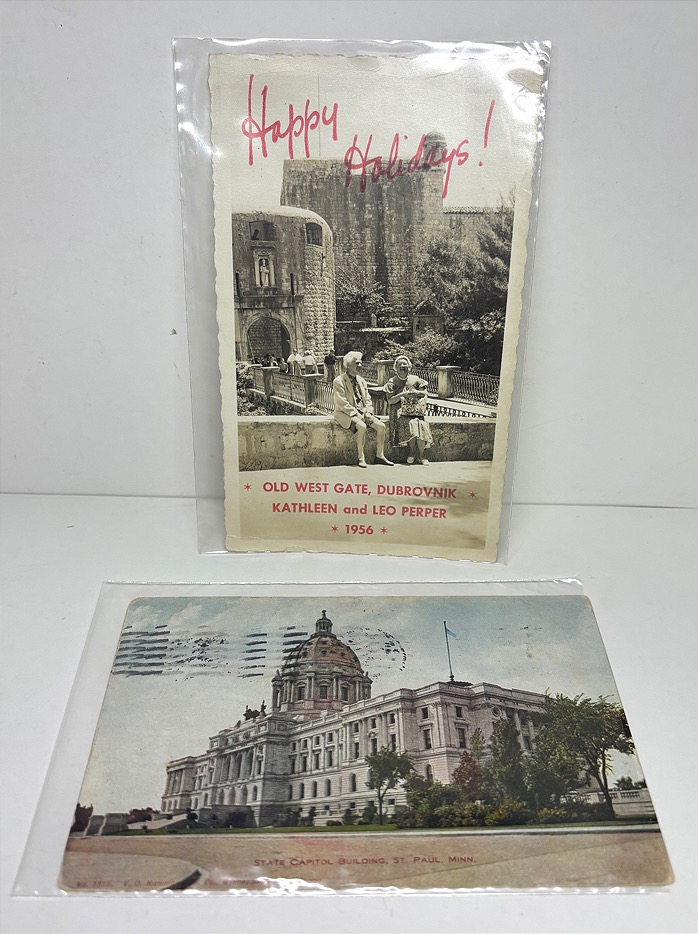 Happy
Holidays!
* OLD WEST GATE, DUBROVNIK *
KATHLEEN and LEO PERPER
* 1956 *
STATE CAPITOL BUILDING, ST. PAUL, MINN.
V. O.